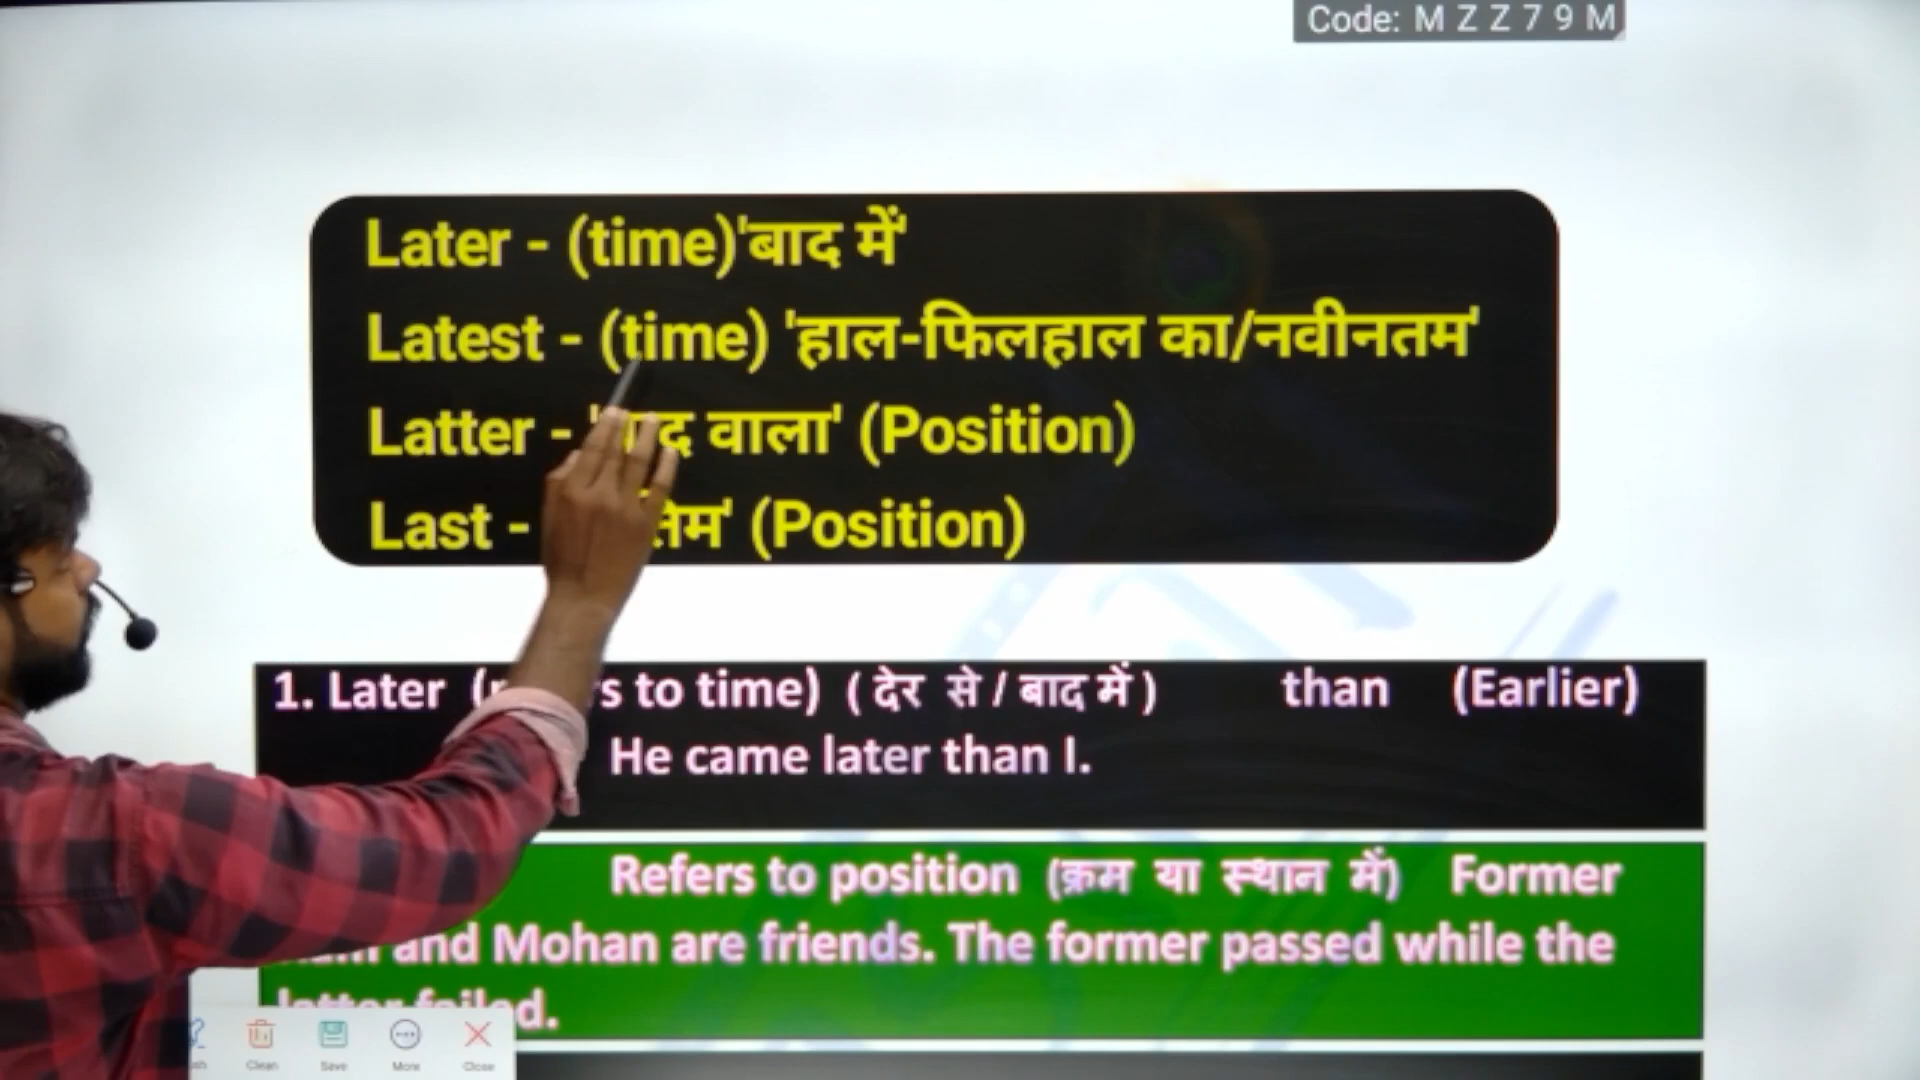 Code: M Z Z 7 9 M
Later - (time)'बाद में'
Latest - (time) 'हाल-फिलहाल का/नवीनतम'
Latter - वाला' (Position)
Last - (Position)
1. Later to time) ( देर से / बाद में ) than (Earlier)
He came later than I.
Refers to position (क्रम या स्थान में) Former
and Mohan are friends. The former passed while the
latter failed.
Clean Save More Close